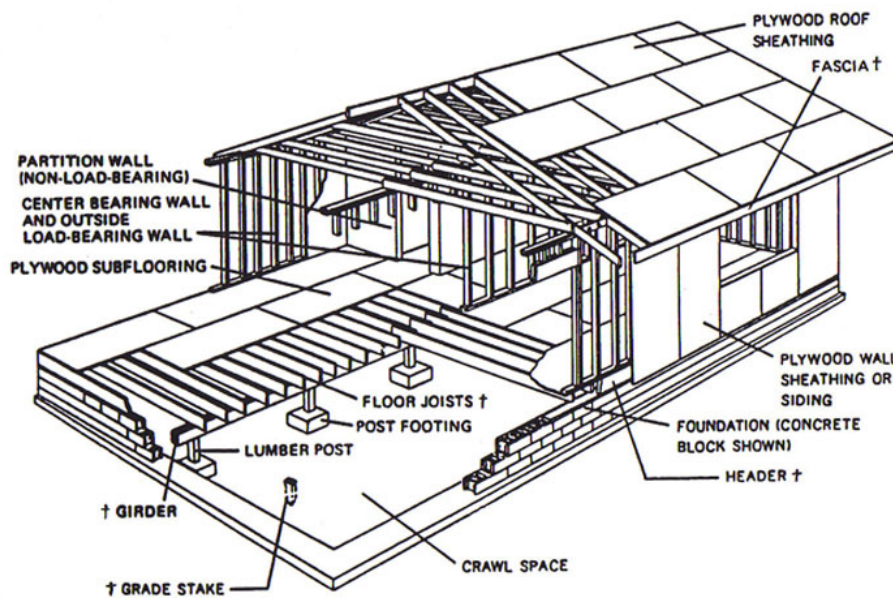 PLYWOOD ROOF
SHEATHING
FASCIA †
PARTITION WALL
(NON-LOAD-BEARING)
CENTER BEARING WALL
AND OUTSIDE
LOAD-BEARING WALL
PLYWOOD SUBFLOORING
PLYWOOD WALL
SHEATHING OR
SIDING
FLOOR JOISTS †
POST FOOTING
FOUNDATION (CONCRETE
BLOCK SHOWN)
LUMBER POST
HEADER †
† GIRDER
CRAWL SPACE
† GRADE STAKE